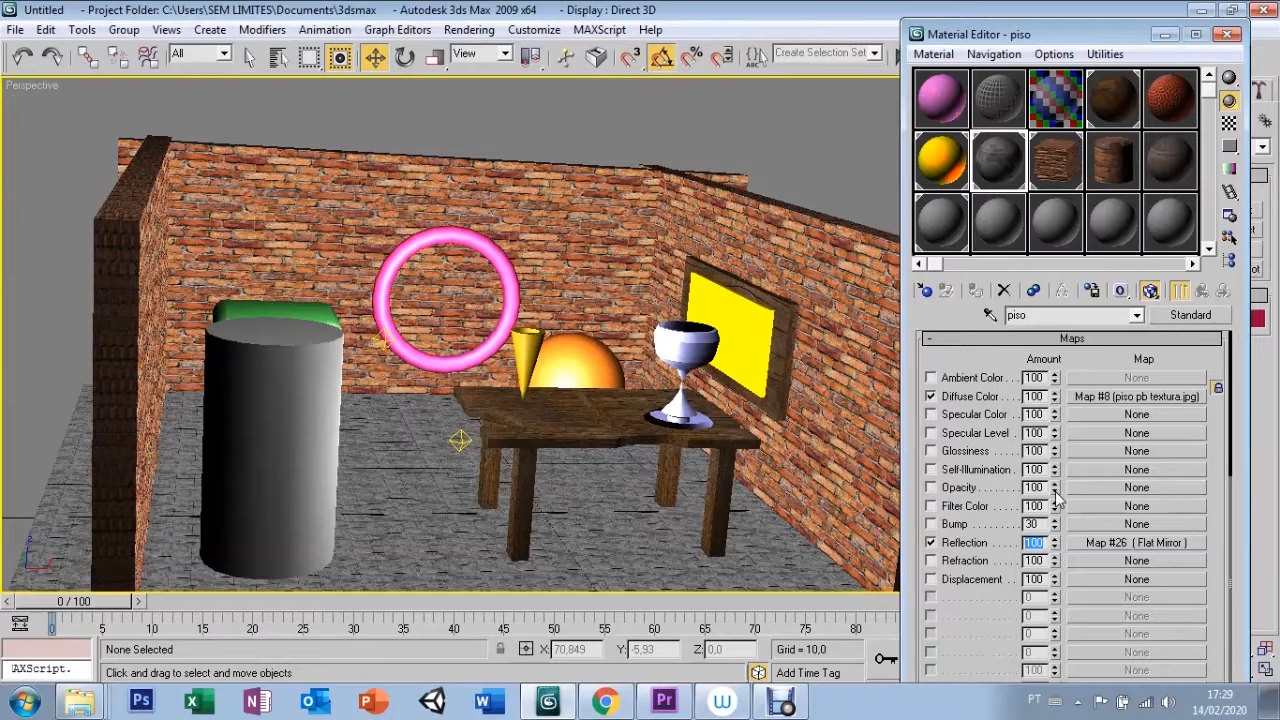 Untitled - Project Folder: C:\Users\SEM LIMITES\Documents\3dsmax - Autodesk 3ds Max 2009 x64 - Display : Direct 3D
File Edit Tools Group Views Create Modifiers Animation Graph Editors Rendering Customize MAXScript Help
All View Create Selection Set
Perspective
Material Editor - piso
Material Navigation Options Utilities
piso Standard
- Maps
Amount Map
Ambient Color . . . 100 None
Diffuse Color . . . . 100 Map #8 (piso pb textura.jpg)
Specular Color . . . 100 None
Specular Level . . 100 None
Glossiness . . . . . 100 None
Self-Illumination . . 100 None
Opacity . . . . . . . . 100 None
Filter Color . . . . . 100 None
Bump . . . . . . . . . 30 None
Reflection . . . . . . 100 Map #26 ( Flat Mirror )
Refraction . . . . . . 100 None
Displacement . . . 100 None
0 None
0 None
0 None
0 None
100 None
z
x
< 0 / 100 >
0 5 10 15 20 25 30 35 40 45 50 55 60 65 70 75 80
None Selected X: 70,849 Y: -5,93 Z: 0,0 Grid = 10,0
AXScript. Click and drag to select and move objects Add Time Tag
PT 17:29
14/02/2020